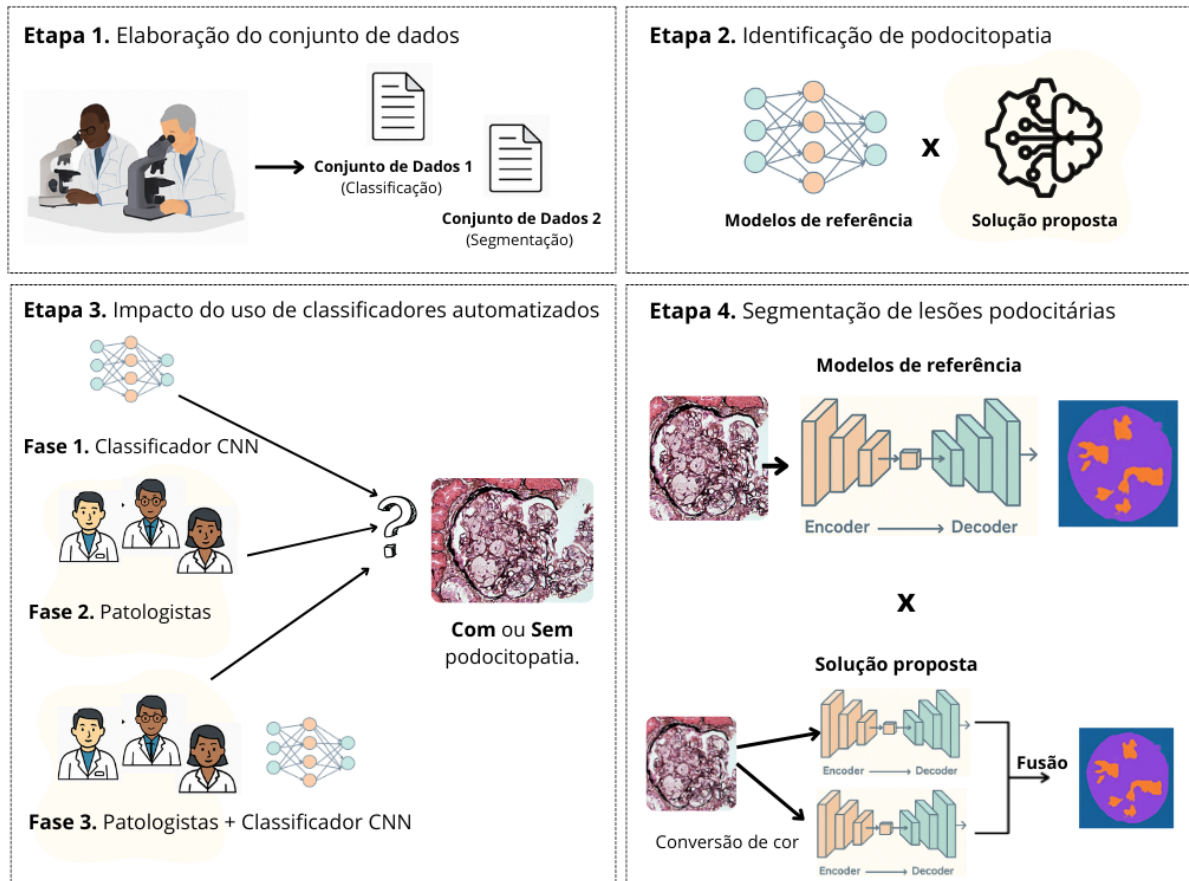 Etapa 1. Elaboração do conjunto de dados
Conjunto de Dados 1
(Classificação)
Conjunto de Dados 2
(Segmentação)
Etapa 2. Identificação de podocitopatia
x
Modelos de referência
Solução proposta
Etapa 3. Impacto do uso de classificadores automatizados
Fase 1. Classificador CNN
?
Fase 2. Patologistas
Com ou Sem
podocitopatia.
Fase 3. Patologistas + Classificador CNN
Etapa 4. Segmentação de lesões podocitárias
Modelos de referência
Encoder
Decoder
x
Solução proposta
Encoder
Decoder
Fusão
Conversão de cor
Encoder
Decoder